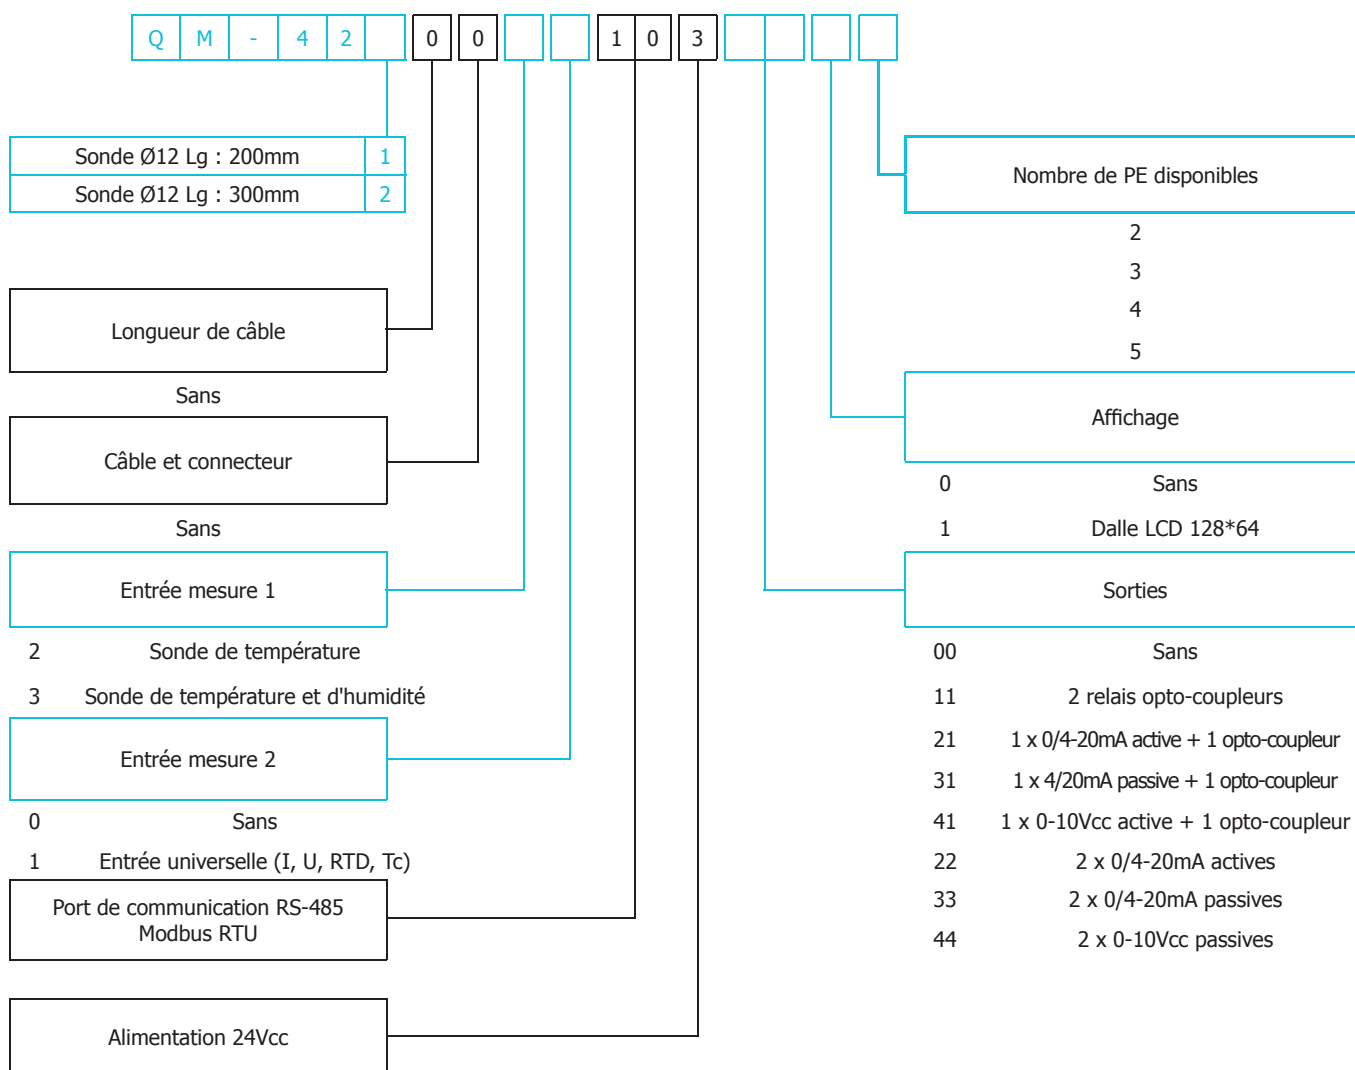 Q M - 4 2 0 0 1 0 3
Sonde Ø12 Lg : 200mm 1
Sonde Ø12 Lg : 300mm 2
Longueur de câble
Sans
Câble et connecteur
Sans
Entrée mesure 1
2 Sonde de température
3 Sonde de température et d'humidité
Entrée mesure 2
0 Sans
1 Entrée universelle (I, U, RTD, Tc)
Port de communication RS-485
Modbus RTU
Alimentation 24Vcc
Nombre de PE disponibles
2
3
4
5
Affichage
0 Sans
1 Dalle LCD 128*64
Sorties
00 Sans
11 2 relais opto-coupleurs
21 1 x 0/4-20mA active + 1 opto-coupleur
31 1 x 4/20mA passive + 1 opto-coupleur
41 1 x 0-10Vcc active + 1 opto-coupleur
22 2 x 0/4-20mA actives
33 2 x 0/4-20mA passives
44 2 x 0-10Vcc passives